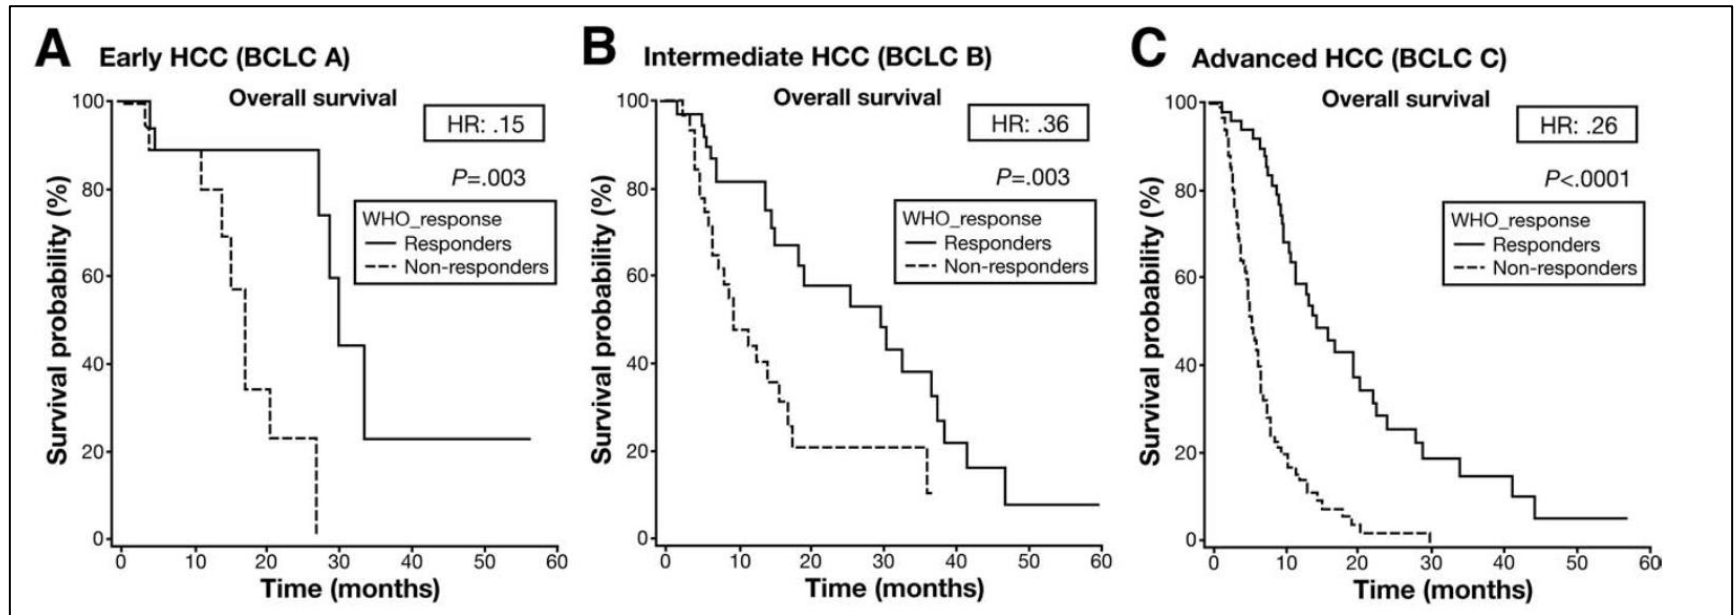 A Early HCC (BCLC A)
Overall survival
HR: .15
P=.003
WHO_response
Responders
Non-responders
Survival probability (%)
100
80
60
40
20
0
0 10 20 30 40 50 60
Time (months)
B Intermediate HCC (BCLC B)
Overall survival
HR: .36
P=.003
WHO_response
Responders
Non-responders
Survival probability (%)
100
80
60
40
20
0
0 10 20 30 40 50 60
Time (months)
C Advanced HCC (BCLC C)
Overall survival
HR: .26
P<.0001
WHO_response
Responders
Non-responders
Survival probability (%)
100
80
60
40
20
0
0 10 20 30 40 50 60
Time (months)